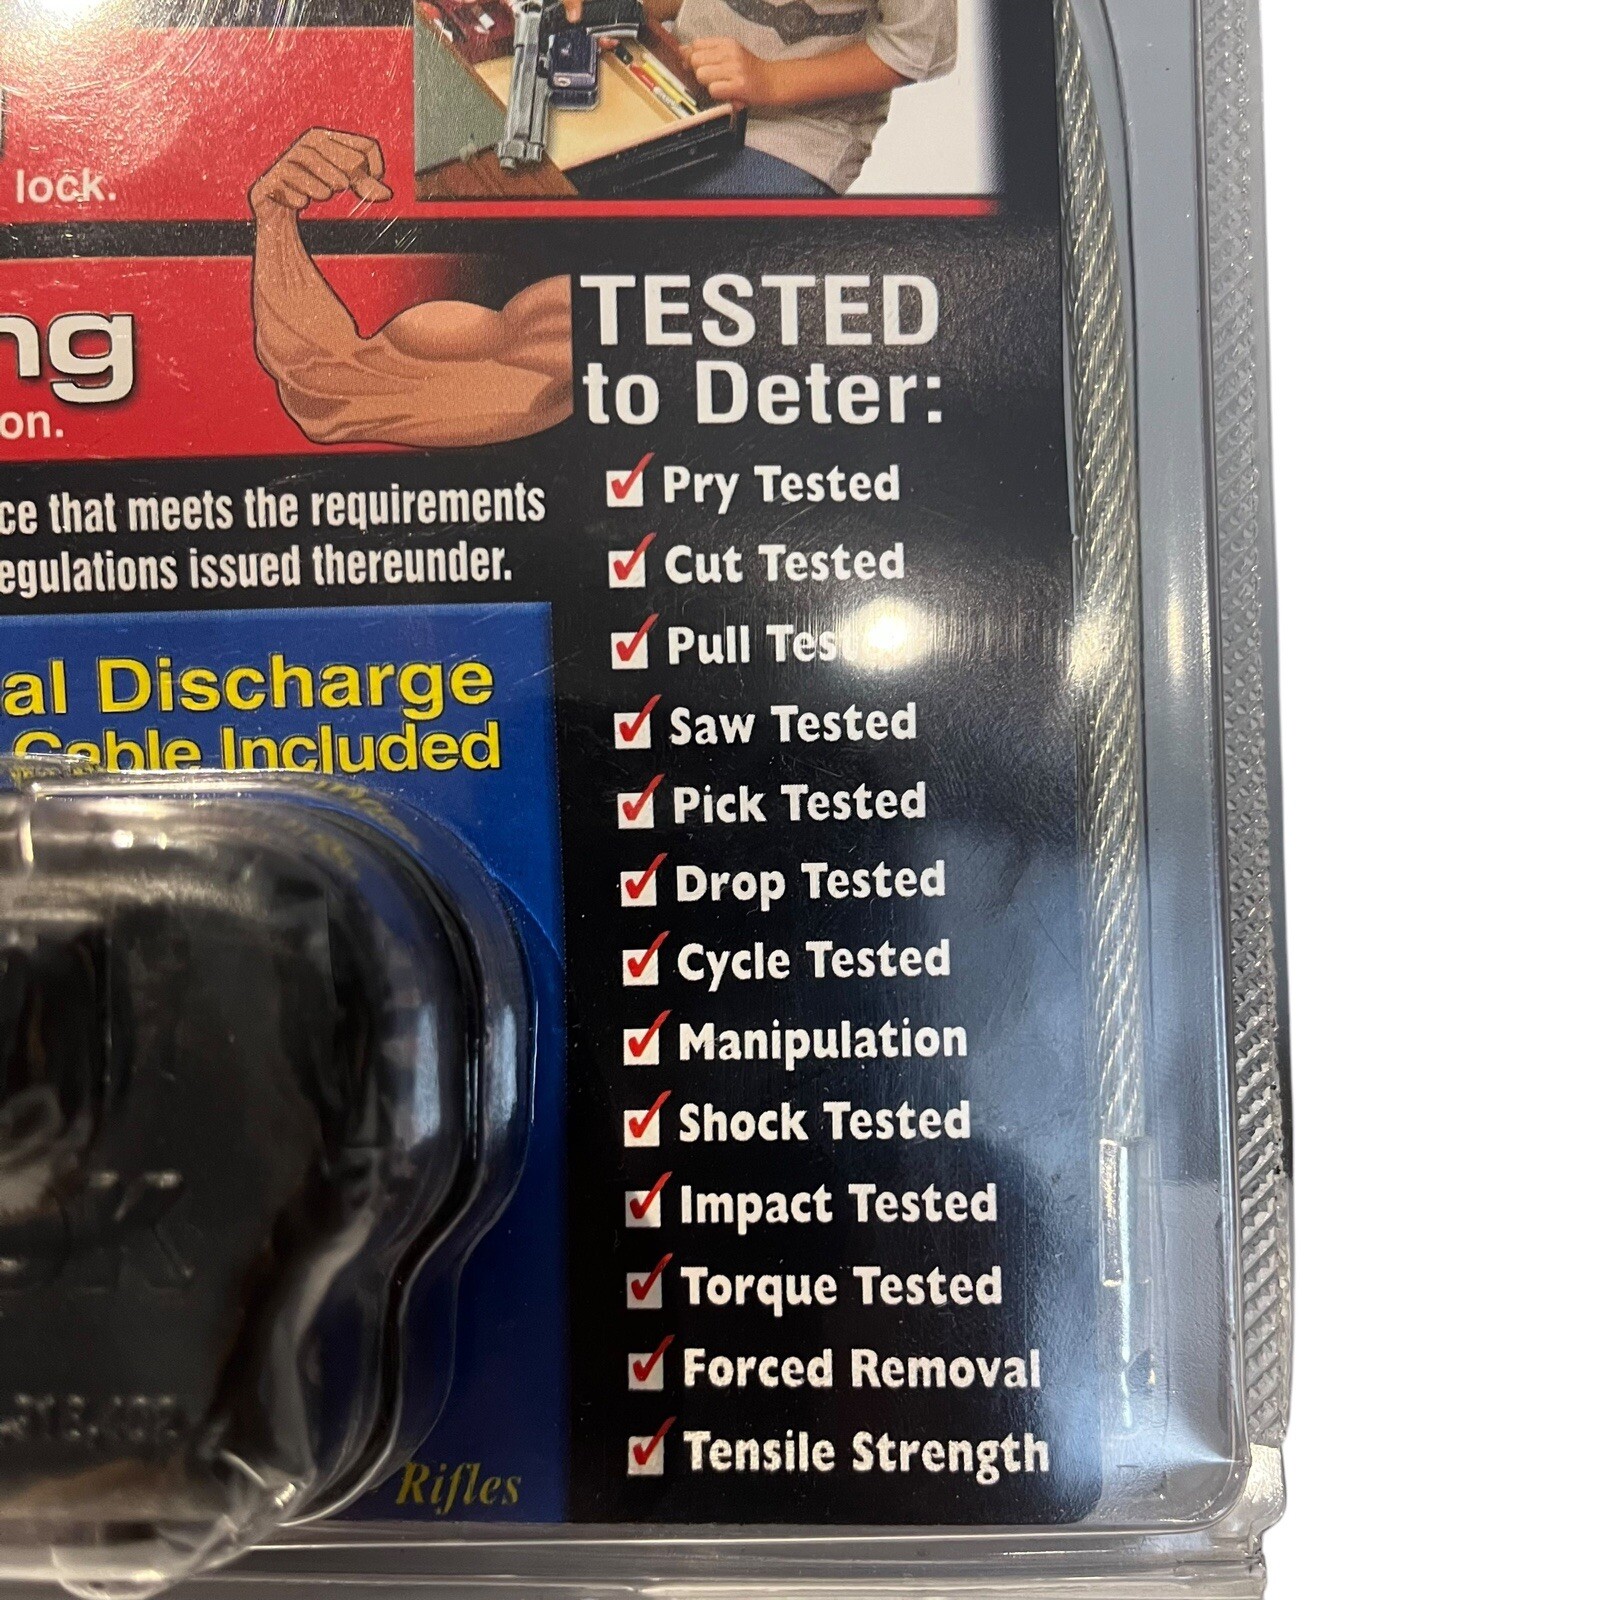 lock.
ng
on.
TESTED
to Deter:
ce that meets the requirements
egulations issued thereunder.
al Discharge
Cable Included
Rifles
Pry Tested
Cut Tested
Pull
Saw Tested
Pick Tested
Drop Tested
Cycle Tested
Manipulation
Shock Tested
Impact Tested
Torque Tested
Forced Removal
Tensile Strength